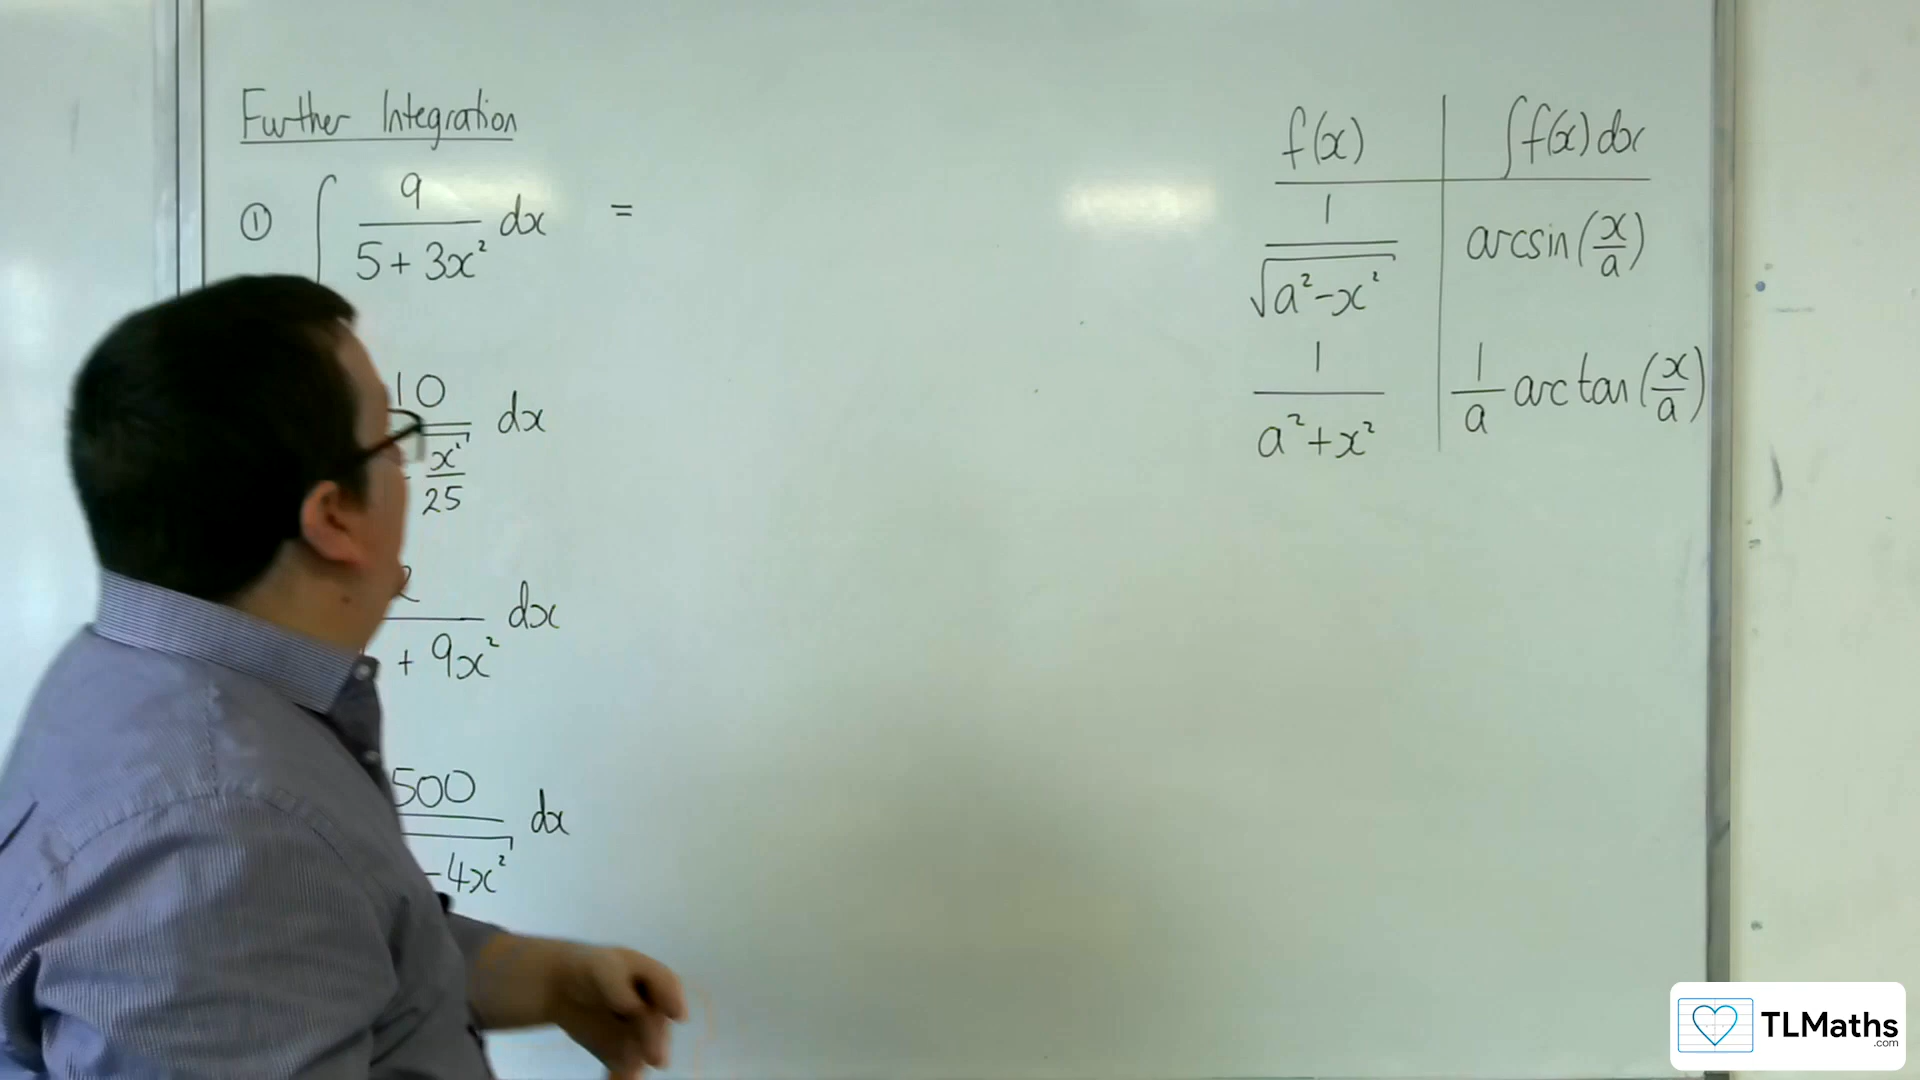 Further Integration
① ∫ 9/(5 + 3x²) dx =
10
x²/25 dx
+ 9x² dx
500
- 4x² dx
f(x) | ∫f(x) dx
1/√(a² - x²) | arcsin(x/a)
1/(a² + x²) | 1/a arctan(x/a)
TLMaths
.com